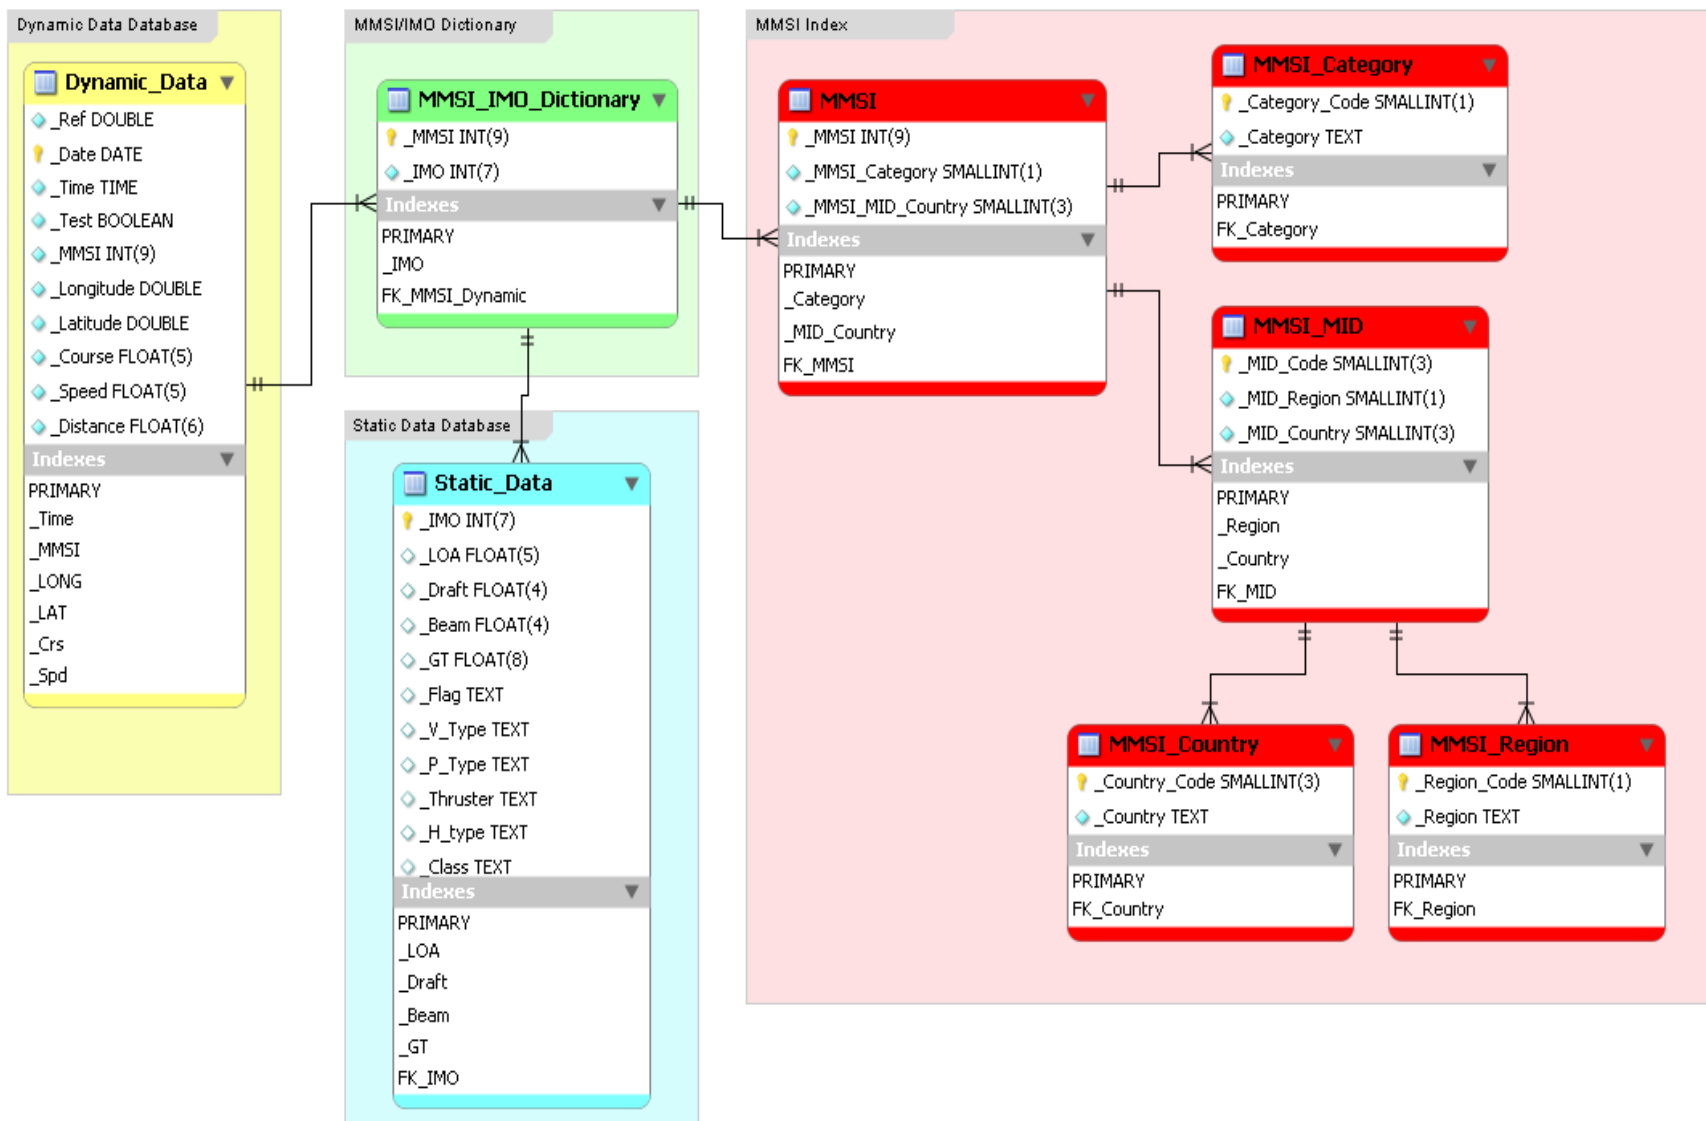 Dynamic Data Database
Dynamic_Data
_Ref DOUBLE
_Date DATE
_Time TIME
_Test BOOLEAN
_MMSI INT(9)
_Longitude DOUBLE
_Latitude DOUBLE
_Course FLOAT(5)
_Speed FLOAT(5)
_Distance FLOAT(6)
Indexes
PRIMARY
_Time
_MMSI
_LONG
_LAT
_Crs
_Spd
MMSI/IMO Dictionary
MMSI_IMO_Dictionary
_MMSI INT(9)
_IMO INT(7)
Indexes
PRIMARY
_IMO
FK_MMSI_Dynamic
Static Data Database
Static_Data
_IMO INT(7)
_LOA FLOAT(5)
_Draft FLOAT(4)
_Beam FLOAT(4)
_GT FLOAT(8)
_Flag TEXT
_V_Type TEXT
_P_Type TEXT
_Thruster TEXT
_H_type TEXT
_Class TEXT
Indexes
PRIMARY
_LOA
_Draft
_Beam
_GT
FK_IMO
MMSI Index
MMSI
_MMSI INT(9)
_MMSI_Category SMALLINT(1)
_MMSI_MID_Country SMALLINT(3)
Indexes
PRIMARY
_Category
_MID_Country
FK_MMSI
MMSI_Category
_Category_Code SMALLINT(1)
_Category TEXT
Indexes
PRIMARY
FK_Category
MMSI_MID
_MID_Code SMALLINT(3)
_MID_Region SMALLINT(1)
_MID_Country SMALLINT(3)
Indexes
PRIMARY
_Region
_Country
FK_MID
MMSI_Country
_Country_Code SMALLINT(3)
_Country TEXT
Indexes
PRIMARY
FK_Country
MMSI_Region
_Region_Code SMALLINT(1)
_Region TEXT
Indexes
PRIMARY
FK_Region